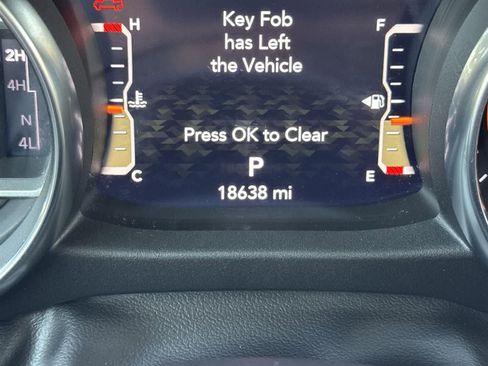 H
Key Fob
has Left
the Vehicle
F
2H
4H
N
4L
Press OK to Clear
P
C
E
18638 mi